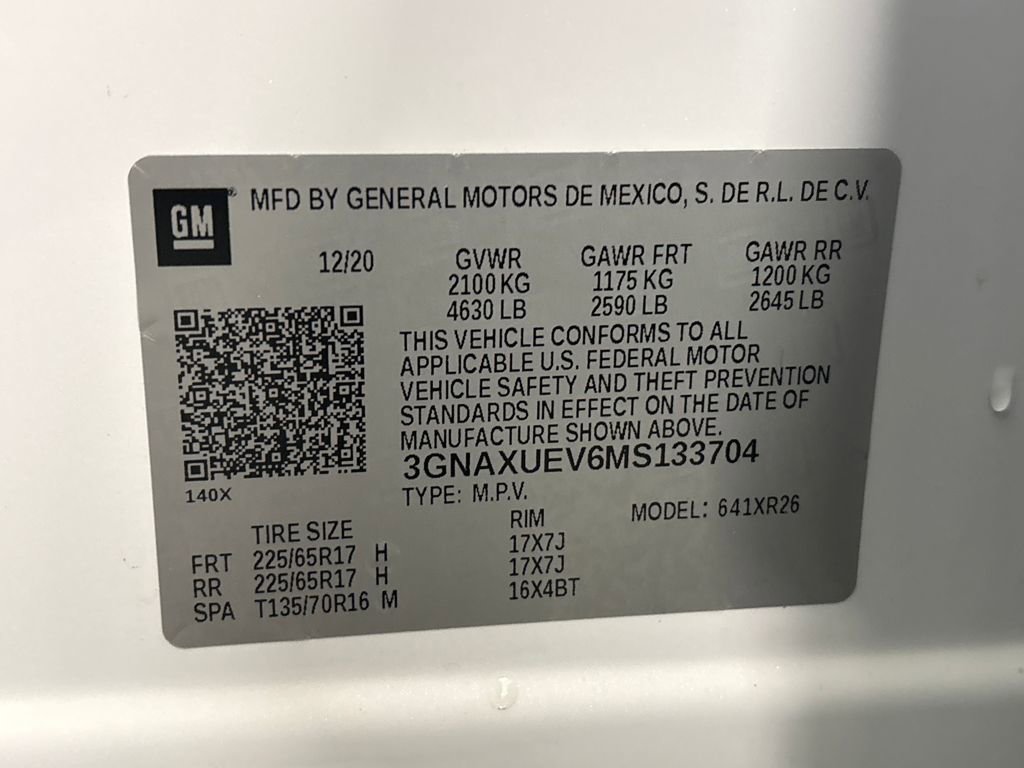 GM® MFD BY GENERAL MOTORS DE MEXICO, S. DE R.L. DE C.V.
12/20 GVWR GAWR FRT GAWR RR
2100 KG 1175 KG 1200 KG
4630 LB 2590 LB 2645 LB
THIS VEHICLE CONFORMS TO ALL
APPLICABLE U.S. FEDERAL MOTOR
VEHICLE SAFETY AND THEFT PREVENTION
STANDARDS IN EFFECT ON THE DATE OF
MANUFACTURE SHOWN ABOVE.
3GNAXUEV6MS133704
140X
TYPE: M.P.V. MODEL: 641XR26
TIRE SIZE RIM
FRT 225/65R17 H 17X7J
RR 225/65R17 H 17X7J
SPA T135/70R16 M 16X4BT